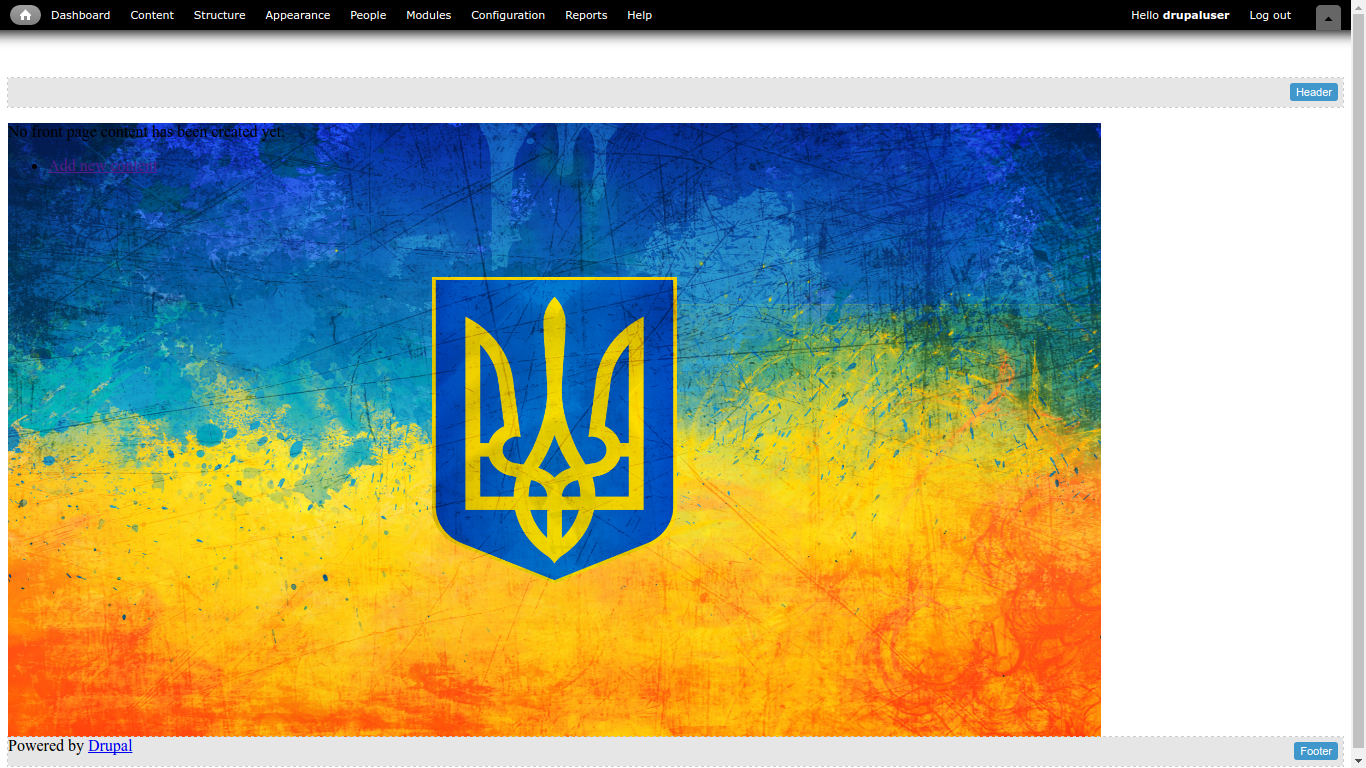 Dashboard Content Structure Appearance People Modules Configuration Reports Help Hello drupaluser Log out
Header
No front page content has been created yet.
Add new content
Powered by Drupal
Footer